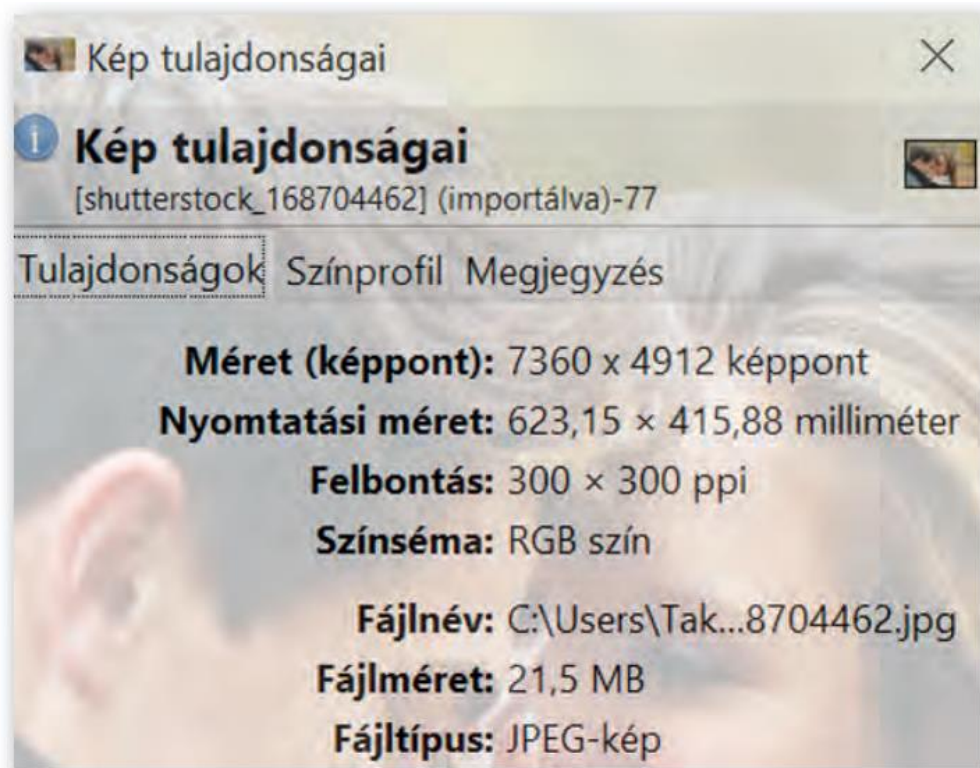 Kép tulajdonságai
Kép tulajdonságai
[shutterstock_168704462] (importálva)-77
Tulajdonságok Színprofil Megjegyzés
Méret (képpont): 7360 x 4912 képpont
Nyomtatási méret: 623,15 × 415,88 milliméter
Felbontás: 300 × 300 ppi
Színséma: RGB szín
Fájlnév: C:\Users\Tak...8704462.jpg
Fájlméret: 21,5 MB
Fájltípus: JPEG-kép